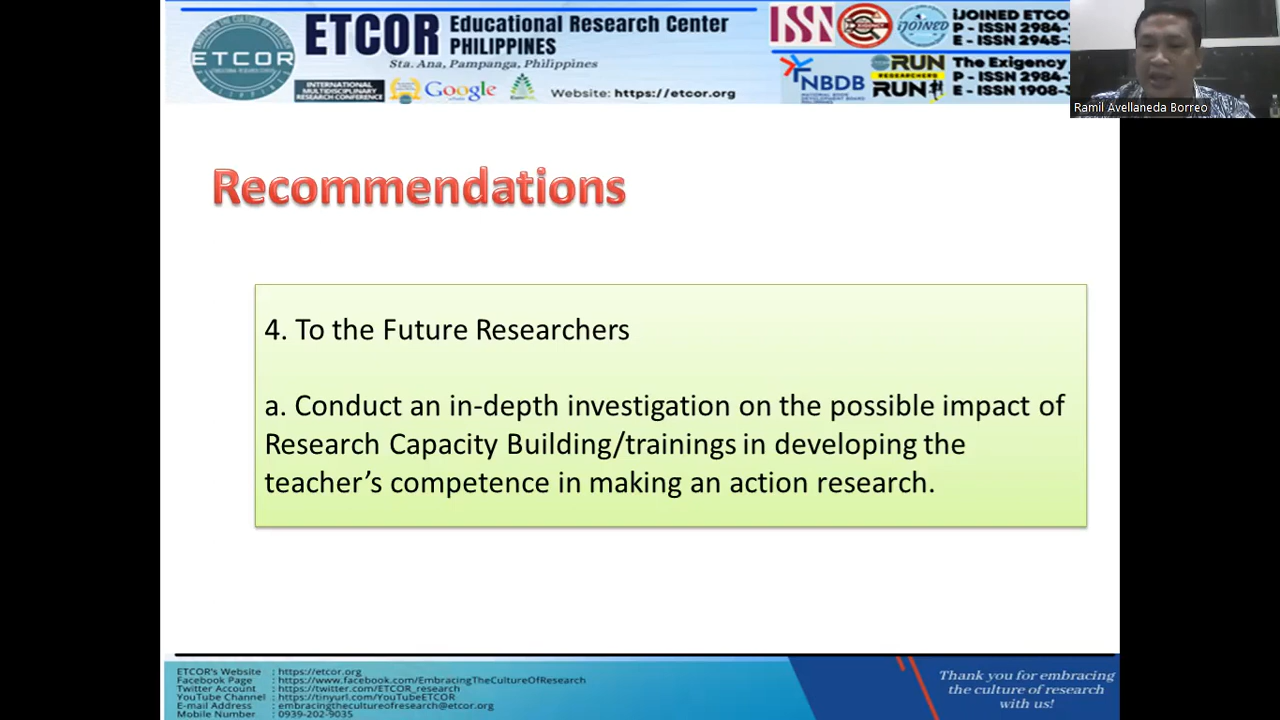 ETCOR
Educational Research Center
PHILIPPINES
Sta. Ana, Pampanga, Philippines
INTERNATIONAL
MULTIDISCIPLINARY
RESEARCH CONFERENCE
Google
Website: https://etcor.org
ETCOR
ISSN
iJOINED
iJOINED ETCO
P - ISSN 2984-
E - ISSN 2945-
NBDB
RUN
RESEARCHERS
RUN
The Exigency
P - ISSN 2984-
E - ISSN 1908-
Ramil Avellaneda Borreo
Recommendations
4. To the Future Researchers
a. Conduct an in-depth investigation on the possible impact of
Research Capacity Building/trainings in developing the
teacher’s competence in making an action research.
ETCOR's Website : https://etcor.org
Facebook Page : https://www.facebook.com/EmbracingTheCultureOfResearch
Twitter Account : https://twitter.com/ETCOR_research
YouTube Channel : https://tinyurl.com/YouTubeETCOR
E-mail Address : embracingthecultureofresearch@etcor.org
Mobile Number : 0939-202-9035
Thank you for embracing
the culture of research
with us!